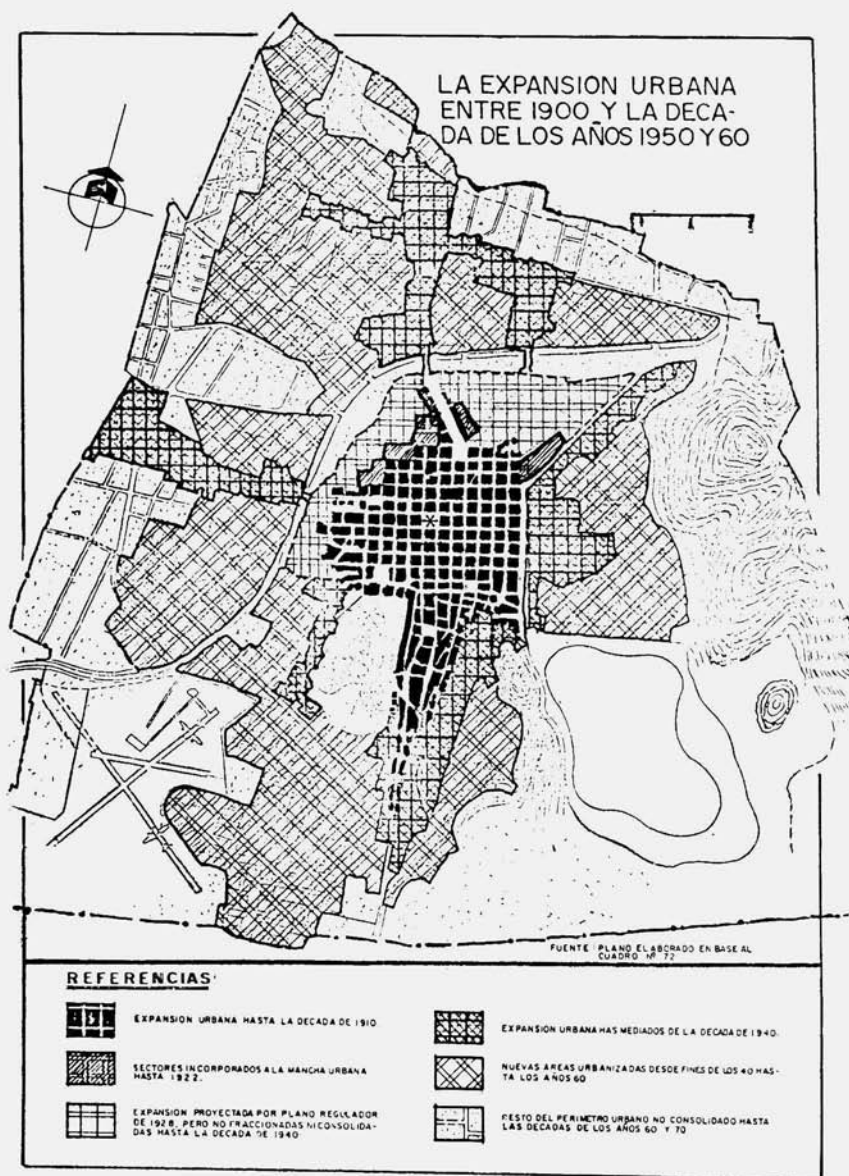 LA EXPANSION URBANA
ENTRE 1900 Y LA DECA-
DA DE LOS AÑOS 1950 Y 60
FUENTE: PLANO ELABORADO EN BASE AL
CUADRO Nº 72
REFERENCIAS:
EXPANSION URBANA HASTA LA DECADA DE 1910
SECTORES INCORPORADOS A LA MANCHA URBANA
HASTA 1922.
EXPANSION PROYECTADA POR PLANO REGULADOR
DE 1928, PERO NO FRACCIONADAS NI CONSOLIDA-
DAS HASTA LA DECADA DE 1940
EXPANSION URBANA HAS MEDIADOS DE LA DECADA DE 1940.
NUEVAS AREAS URBANIZADAS DESDE FINES DE LOS 40 HAS-
TA LOS AÑOS 60
RESTO DEL PERIMETRO URBANO NO CONSOLIDADO HASTA
LAS DECADAS DE LOS AÑOS 60 Y 70